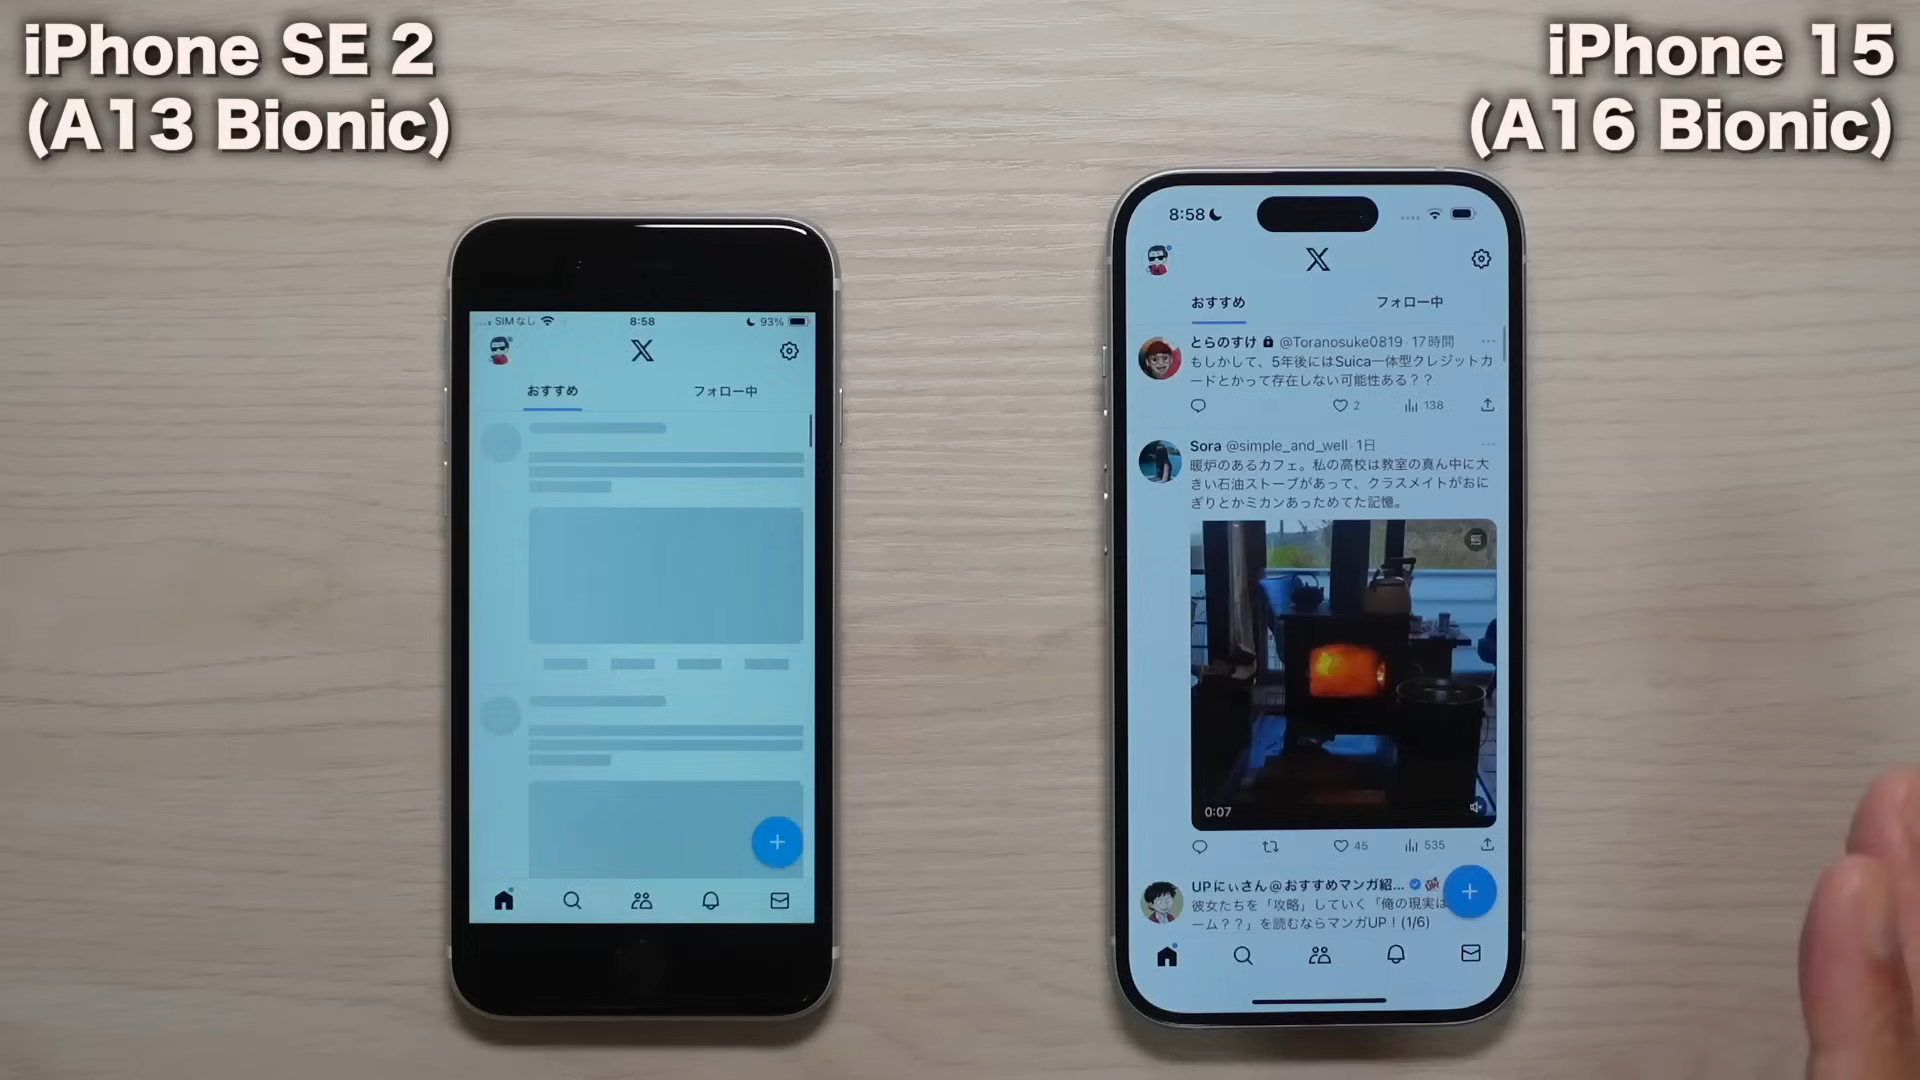 iPhone SE 2
(A13 Bionic)
iPhone 15
(A16 Bionic)
SIMなし 8:58 93%
おすすめ フォロー中
8:58
おすすめ フォロー中
とらのすけ @Toranosuke0819·17時間
もしかして、5年後にはSuica一体型クレジットカ
ードとかって存在しない可能性ある？？
2 138
Sora @simple_and_well·1日
暖炉のあるカフェ。私の高校は教室の真ん中に大
きい石油ストーブがあって、クラスメイトがおに
ぎりとかミカンあっためてた記憶。
0:07
45 535
UPにぃさん@おすすめマンガ紹...
彼女たちを「攻略」していく「俺の現実は
ーム？？」を読むならマンガUP！(1/6)